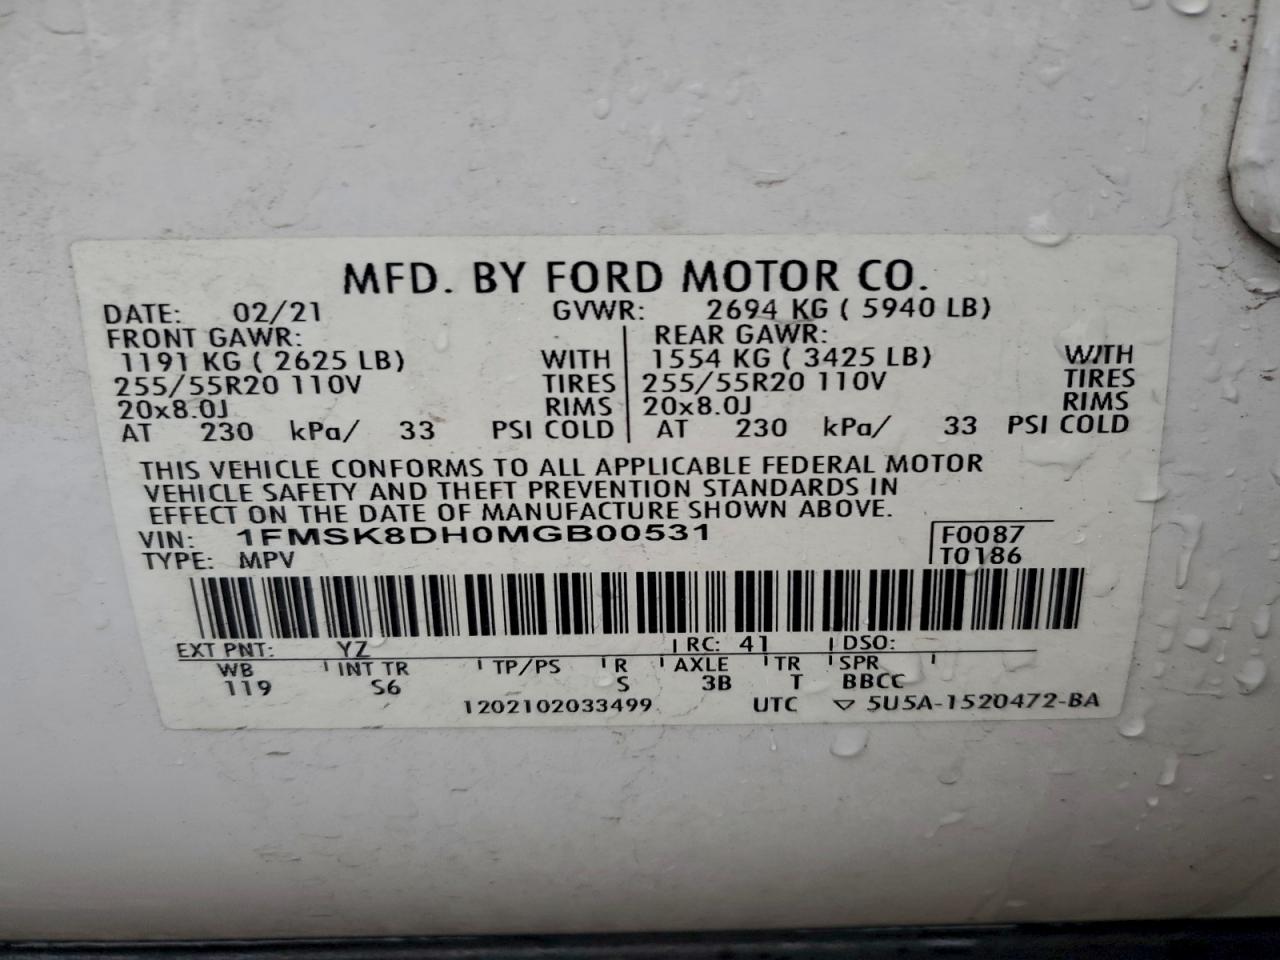 MFD. BY FORD MOTOR CO.
DATE: 02/21 GVWR: 2694 KG ( 5940 LB)
FRONT GAWR: REAR GAWR:
1191 KG ( 2625 LB) WITH 1554 KG ( 3425 LB) WITH
255/55R20 110V TIRES 255/55R20 110V TIRES
20x8.0J RIMS 20x8.0J RIMS
AT 230 kPa/ 33 PSI COLD AT 230 kPa/ 33 PSI COLD
THIS VEHICLE CONFORMS TO ALL APPLICABLE FEDERAL MOTOR
VEHICLE SAFETY AND THEFT PREVENTION STANDARDS IN
EFFECT ON THE DATE OF MANUFACTURE SHOWN ABOVE.
VIN: 1FMSK8DH0MGB00531 F0087
TYPE: MPV T0186
EXT PNT: YZ RC: 41 DSO:
WB INT TR TP/PS R AXLE TR SPR
119 S6 S 3B T BBCC
1202102033499 UTC ▽ 5U5A-1520472-BA